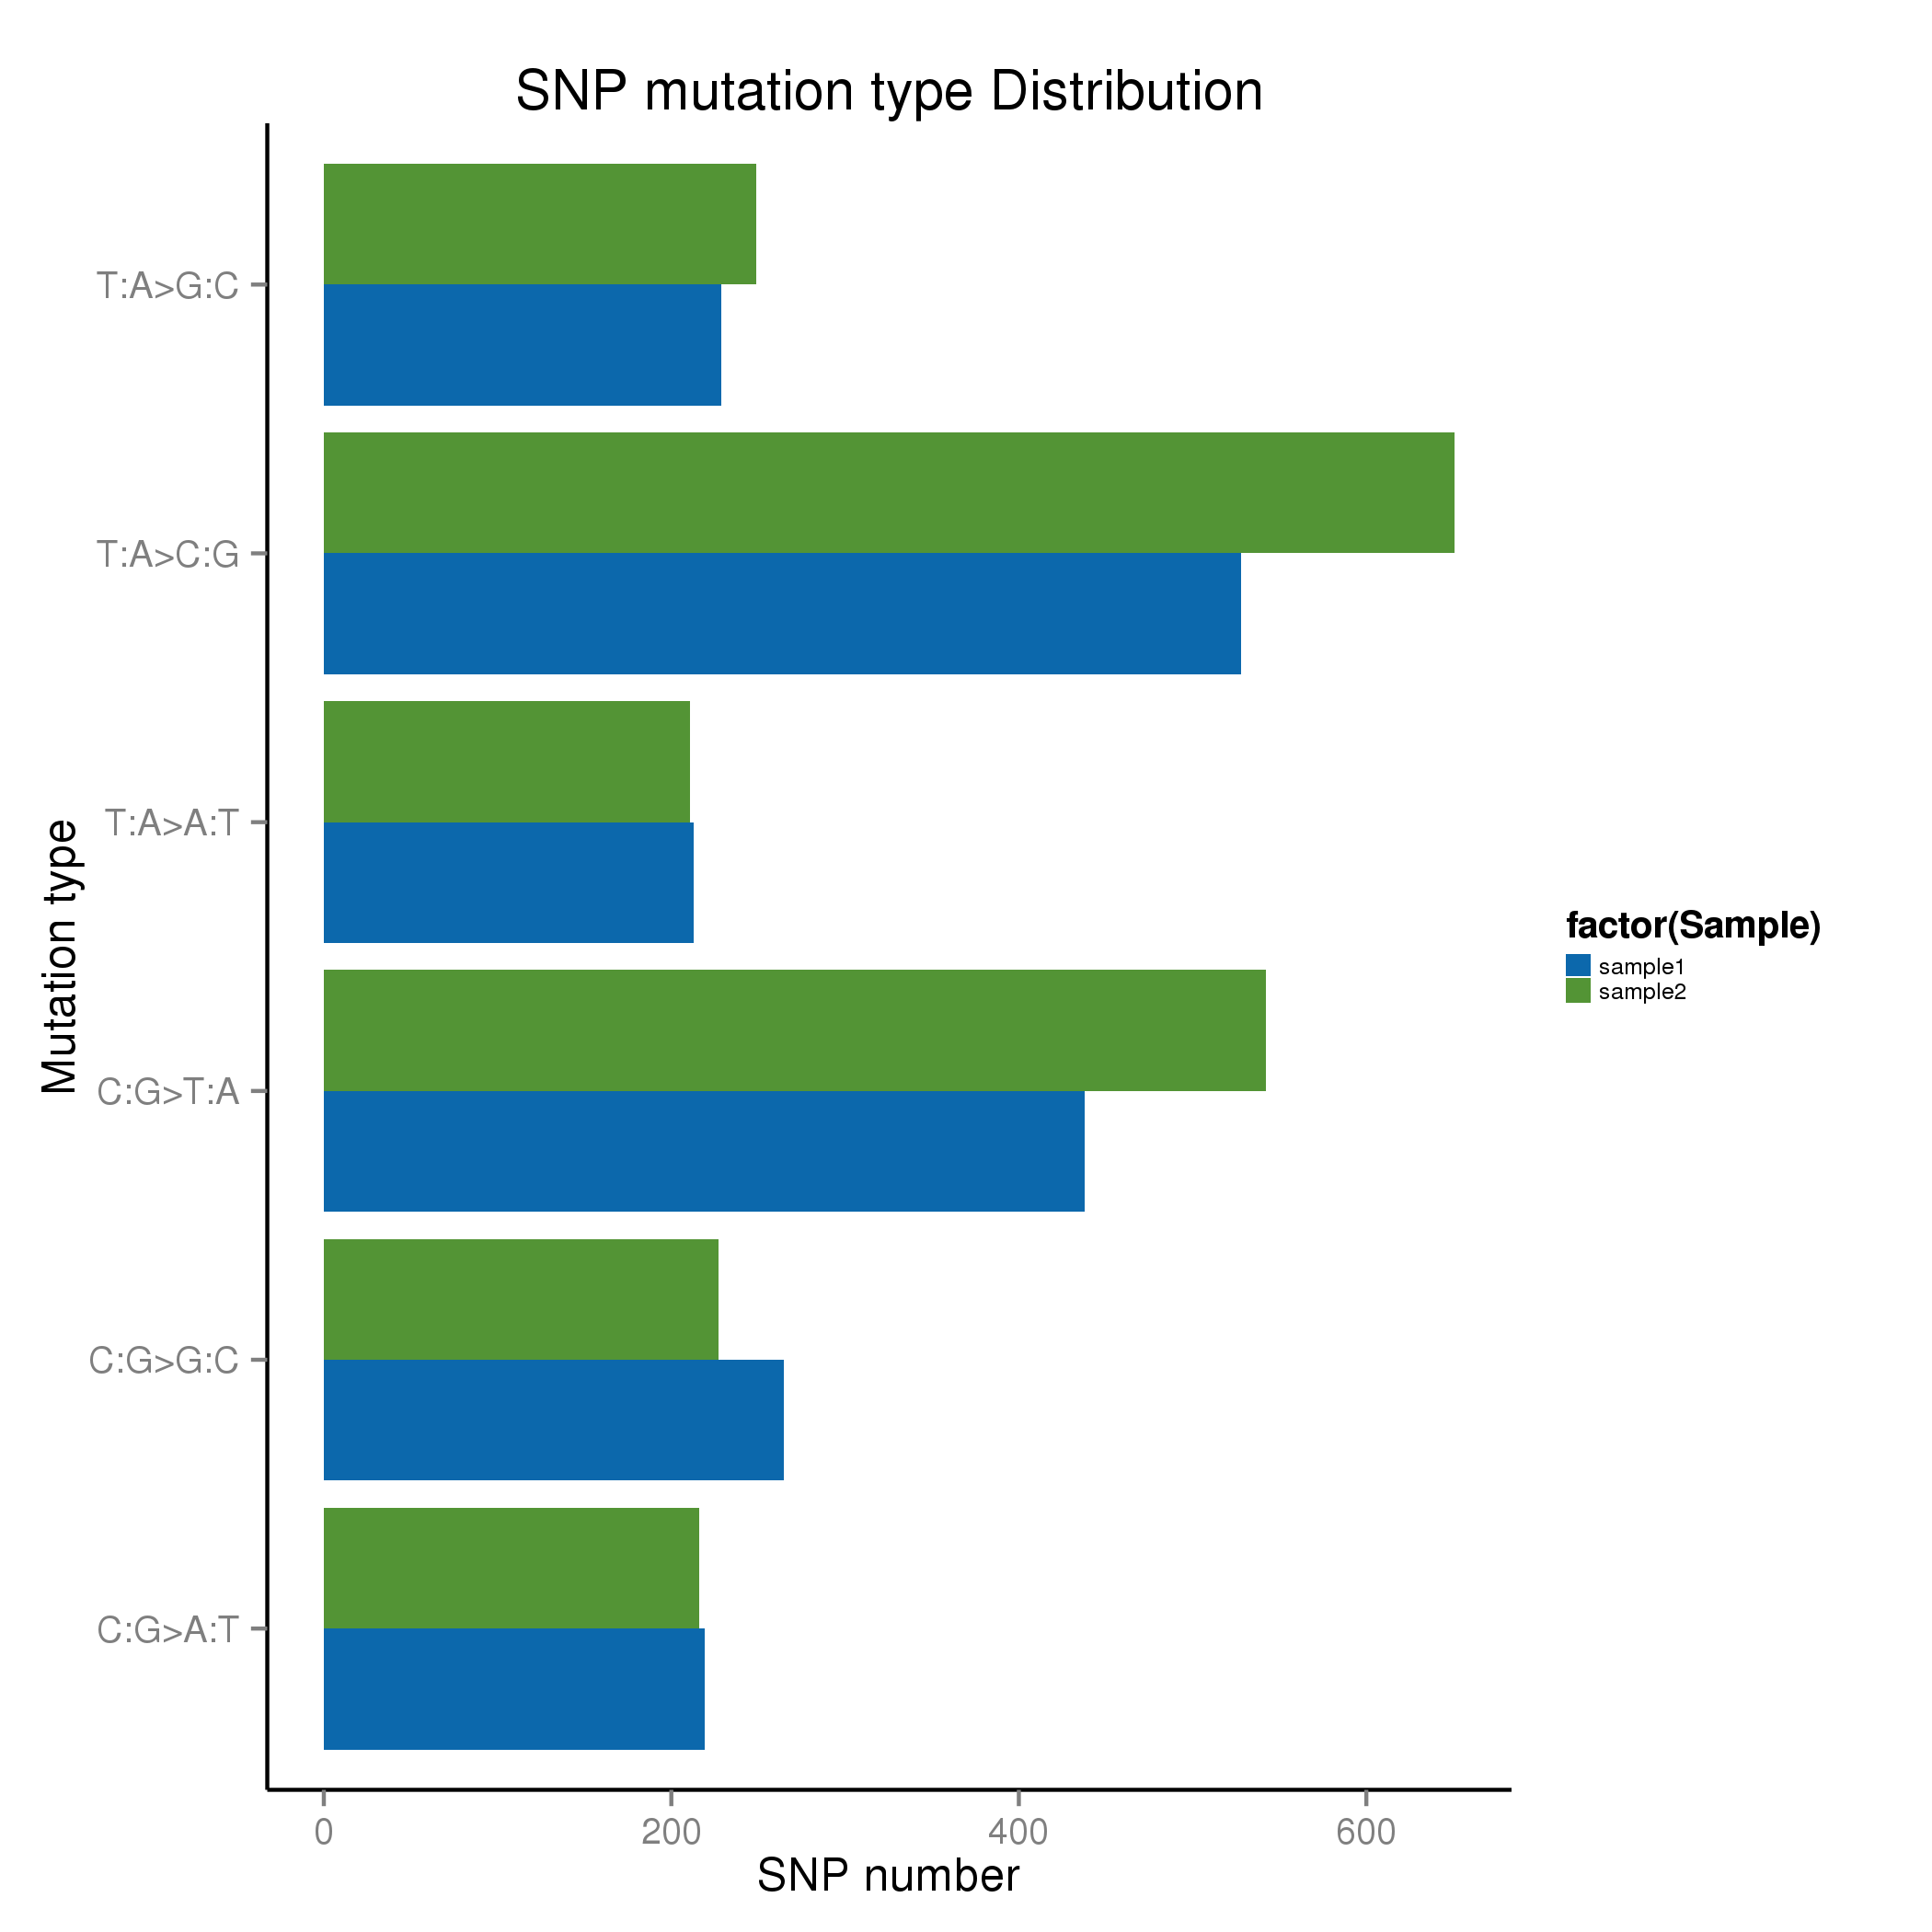 SNP mutation type Distribution
T:A>G:C
T:A>C:G
T:A>A:T
C:G>T:A
C:G>G:C
C:G>A:T
Mutation type
0 200 400 600
SNP number
factor(Sample)
sample1
sample2